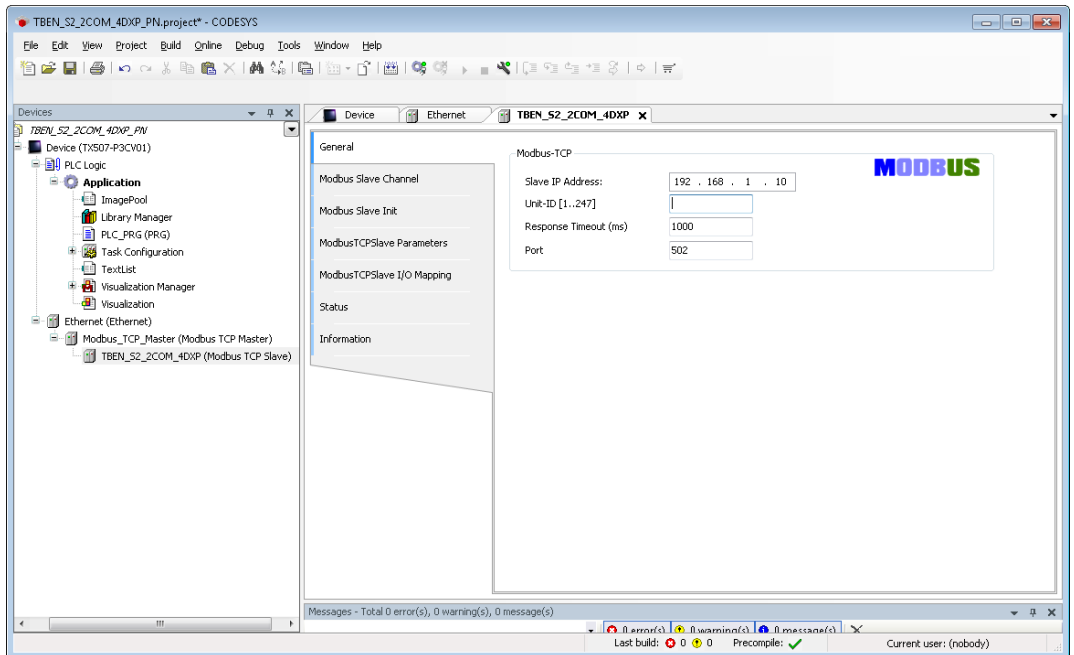 TBEN_S2_2COM_4DXP_PN.project* - CODESYS
File Edit View Project Build Online Debug Tools Window Help
Devices
TBEN_S2_2COM_4DXP_PN
Device (TX507-P3CV01)
PLC Logic
Application
ImagePool
Library Manager
PLC_PRG (PRG)
Task Configuration
TextList
Visualization Manager
Visualization
Ethernet (Ethernet)
Modbus_TCP_Master (Modbus TCP Master)
TBEN_S2_2COM_4DXP (Modbus TCP Slave)
Device Ethernet TBEN_S2_2COM_4DXP
General
Modbus Slave Channel
Modbus Slave Init
ModbusTCPSlave Parameters
ModbusTCPSlave I/O Mapping
Status
Information
Modbus-TCP
MODBUS
Slave IP Address: 192 . 168 . 1 . 10
Unit-ID [1..247]
Response Timeout (ms) 1000
Port 502
Messages - Total 0 error(s), 0 warning(s), 0 message(s)
0 error(s) 0 warning(s) 0 message(s)
Last build: 0 0 Precompile: Current user: (nobody)